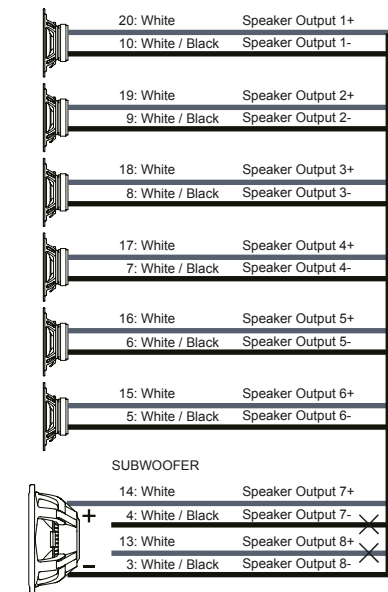 20: White Speaker Output 1+
10: White / Black Speaker Output 1-
19: White Speaker Output 2+
9: White / Black Speaker Output 2-
18: White Speaker Output 3+
8: White / Black Speaker Output 3-
17: White Speaker Output 4+
7: White / Black Speaker Output 4-
16: White Speaker Output 5+
6: White / Black Speaker Output 5-
15: White Speaker Output 6+
5: White / Black Speaker Output 6-
SUBWOOFER
14: White Speaker Output 7+
+ 4: White / Black Speaker Output 7-
13: White Speaker Output 8+
– 3: White / Black Speaker Output 8-